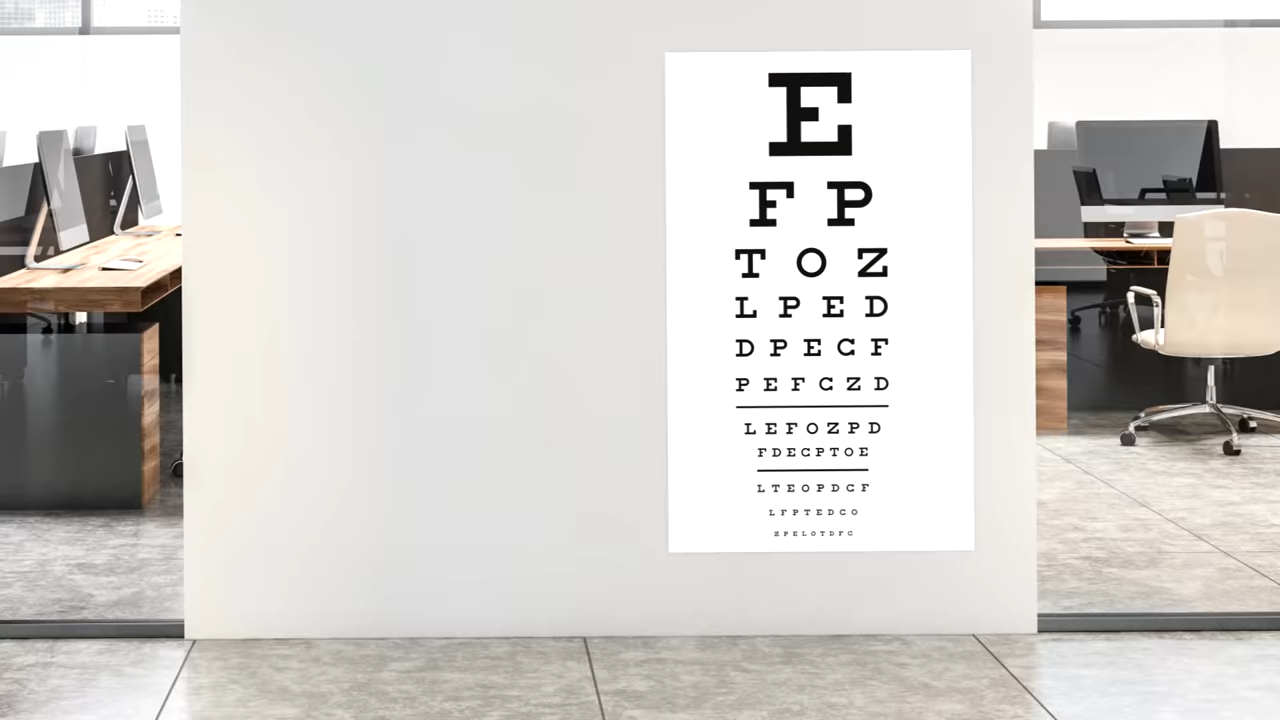 E
F P
T O Z
L P E D
D P E C F
P E F C Z D
L E F O Z P D
F D E C P T O E
L T E O P D C F
L F P T E D C O
Z P E L O T D F C